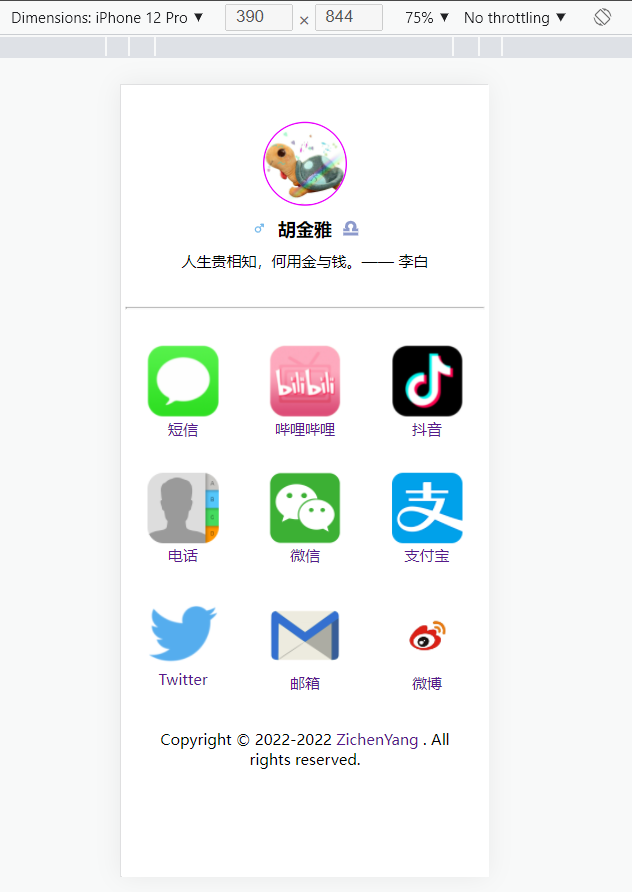 Dimensions: iPhone 12 Pro ▼ 390 × 844 75% ▼ No throttling ▼
♂ 胡金雅 ♎
人生贵相知，何用金与钱。—— 李白
bilibili
短信 哔哩哔哩 抖音
A
B
C
D
电话 微信 支付宝
支
Twitter 邮箱 微博
Copyright © 2022-2022 ZichenYang . All
rights reserved.